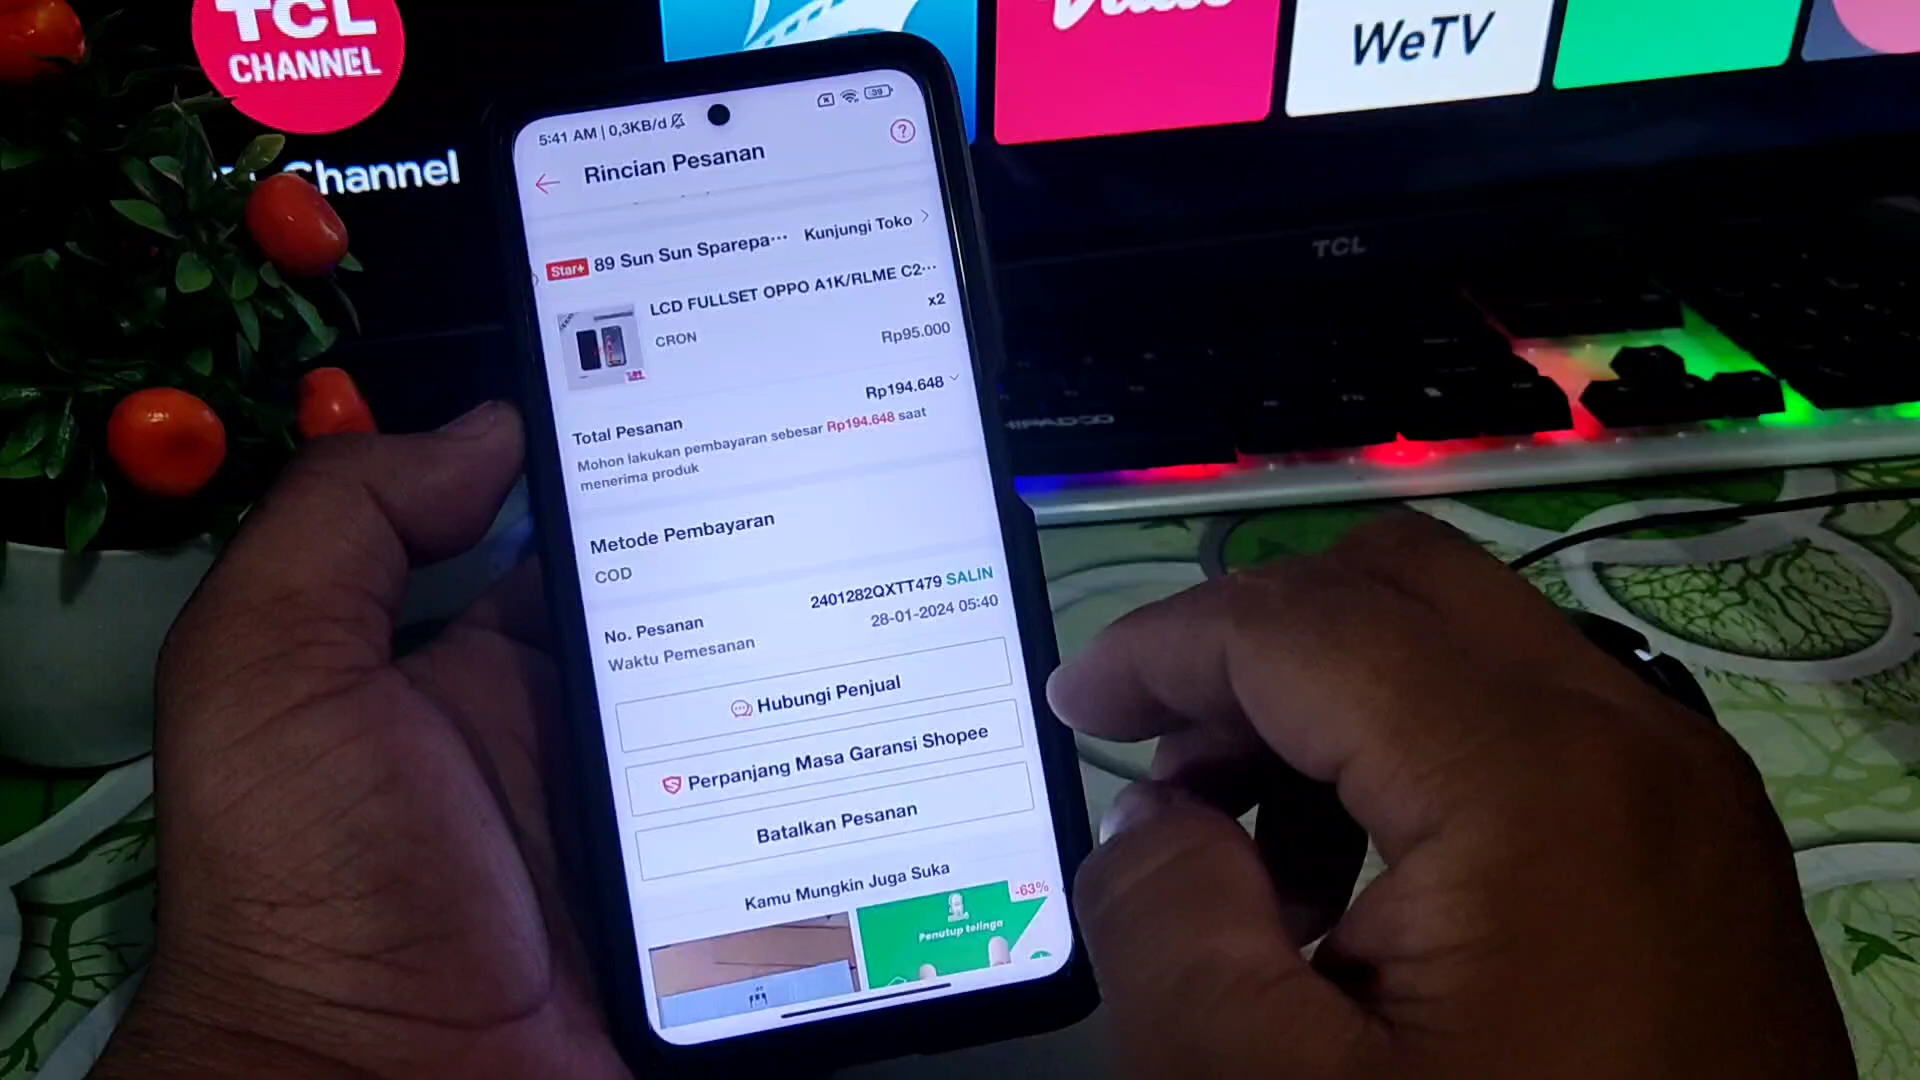 TCL
CHANNEL
Channel
WeTV
TCL
5:41 AM | 0,3KB/d
39
Rincian Pesanan
?
Star+ 89 Sun Sun Sparepa... Kunjungi Toko >
LCD FULLSET OPPO A1K/RLME C2...
x2
CRON
Rp95.000
Rp194.648
Total Pesanan
Mohon lakukan pembayaran sebesar Rp194.648 saat
menerima produk
Metode Pembayaran
COD
No. Pesanan 2401282QXTT479 SALIN
Waktu Pemesanan 28-01-2024 05:40
Hubungi Penjual
Perpanjang Masa Garansi Shopee
Batalkan Pesanan
Kamu Mungkin Juga Suka
-63%
Penutup telinga